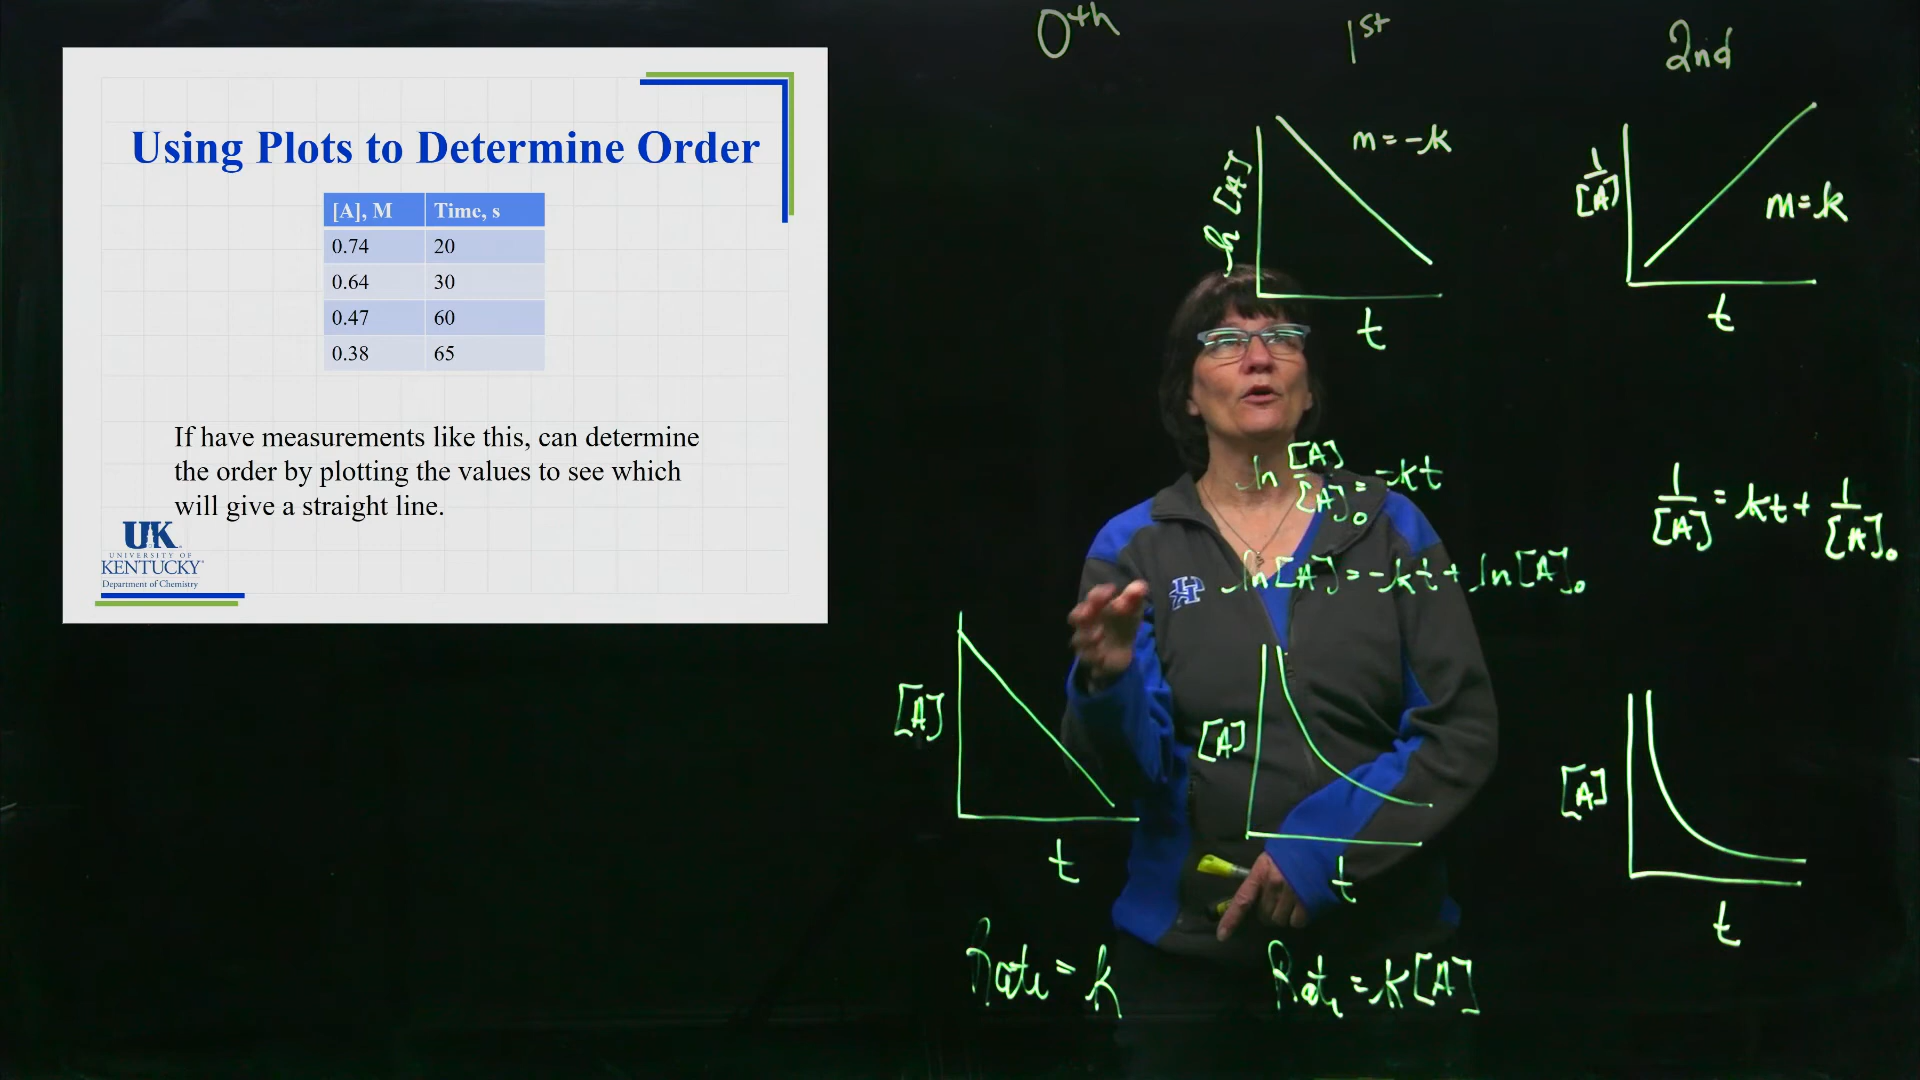 Using Plots to Determine Order
[A], M Time, s
0.74 20
0.64 30
0.47 60
0.38 65
If have measurements like this, can determine
the order by plotting the values to see which
will give a straight line.
UK
UNIVERSITY OF
KENTUCKY
Department of Chemistry
0th 1st 2nd
ln [A]
m = -k
t
1/[A]
m = k
t
ln [A]/[A]₀ = -kt
ln [A] = -kt + ln [A]₀
1/[A] = kt + 1/[A]₀
[A]
t
[A]
t
[A]
t
Rate = k
Rate = k[A]